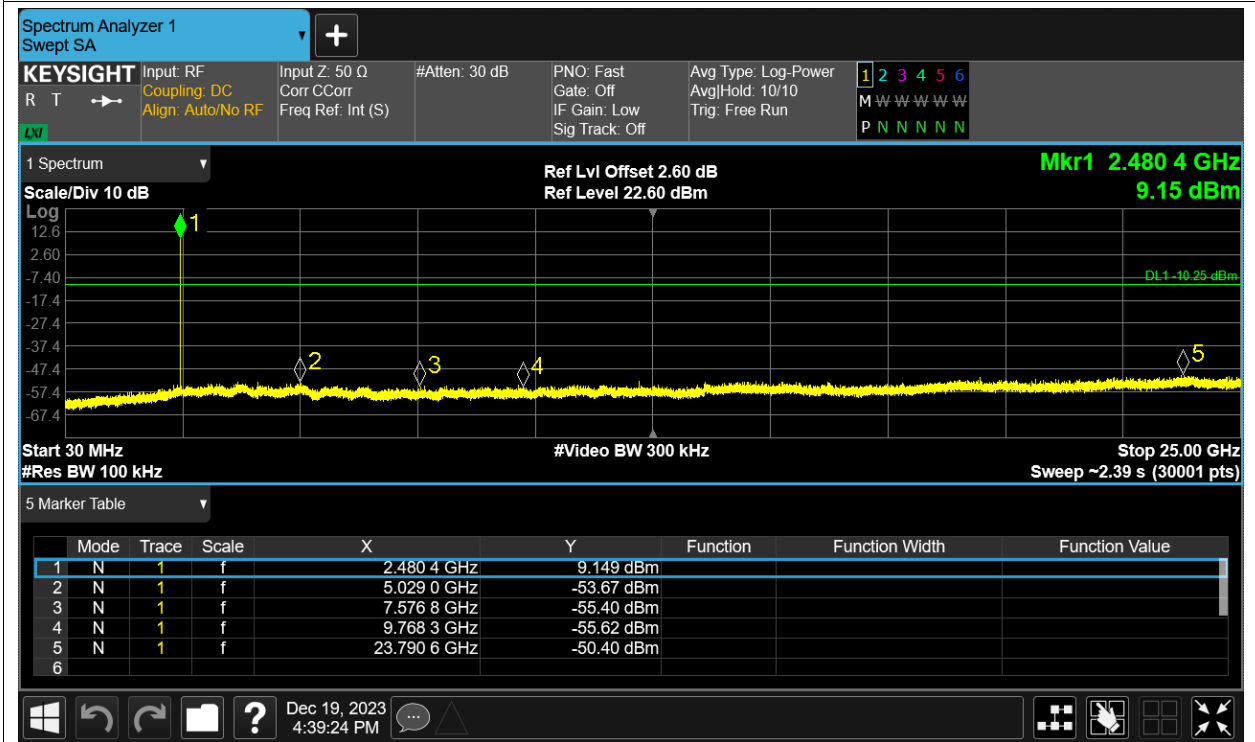 Spectrum Analyzer 1
Swept SA
+
KEYSIGHT
R T
LXI
Input: RF
Coupling: DC
Align: Auto/No RF
Input Z: 50 Ω
Corr CCorr
Freq Ref: Int (S)
#Atten: 30 dB
PNO: Fast
Gate: Off
IF Gain: Low
Sig Track: Off
Avg Type: Log-Power
Avg|Hold: 10/10
Trig: Free Run
1 2 3 4 5 6
M W W W W W
P N N N N N
1 Spectrum
Scale/Div 10 dB
Ref Lvl Offset 2.60 dB
Ref Level 22.60 dBm
Mkr1 2.480 4 GHz
9.15 dBm
Log
12.6
2.60
-7.40
-17.4
-27.4
-37.4
-47.4
-57.4
-67.4
1
2
3
4
5
DL1 -10.25 dBm
Start 30 MHz
#Res BW 100 kHz
#Video BW 300 kHz
Stop 25.00 GHz
Sweep ~2.39 s (30001 pts)
5 Marker Table
Mode Trace Scale X Y Function Function Width Function Value
1 N 1 f 2.480 4 GHz 9.149 dBm
2 N 1 f 5.029 0 GHz -53.67 dBm
3 N 1 f 7.576 8 GHz -55.40 dBm
4 N 1 f 9.768 3 GHz -55.62 dBm
5 N 1 f 23.790 6 GHz -50.40 dBm
6
?
Dec 19, 2023
4:39:24 PM